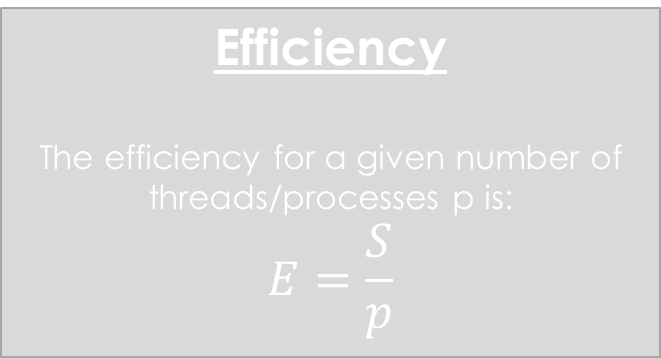 Efficiency
The efficiency for a given number of
threads/processes p is:
E = S/p